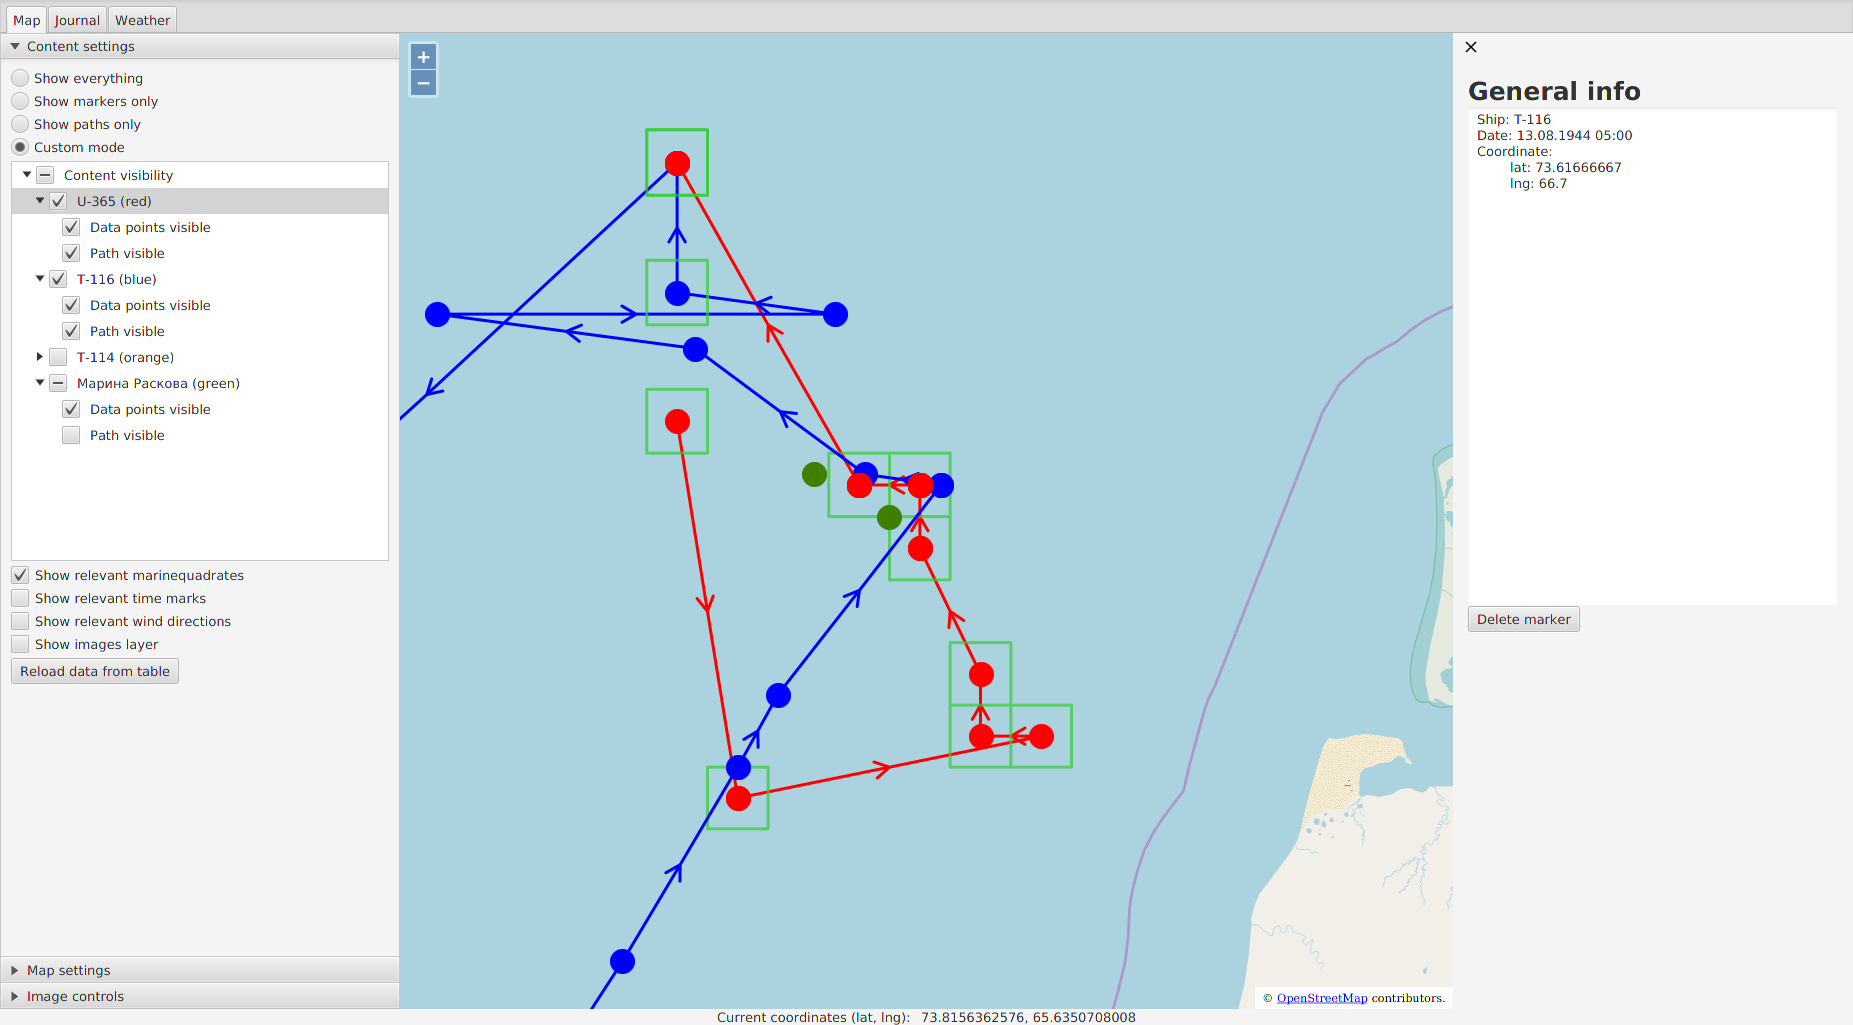 Map Journal Weather
Content settings
Show everything
Show markers only
Show paths only
Custom mode
Content visibility
U-365 (red)
Data points visible
Path visible
T-116 (blue)
Data points visible
Path visible
T-114 (orange)
Марина Раскова (green)
Data points visible
Path visible
Show relevant marinequadrates
Show relevant time marks
Show relevant wind directions
Show images layer
Reload data from table
Map settings
Image controls
+
−
© OpenStreetMap contributors.
Current coordinates (lat, lng): 73.8156362576, 65.6350708008
General info
Ship: T-116
Date: 13.08.1944 05:00
Coordinate:
lat: 73.61666667
lng: 66.7
Delete marker